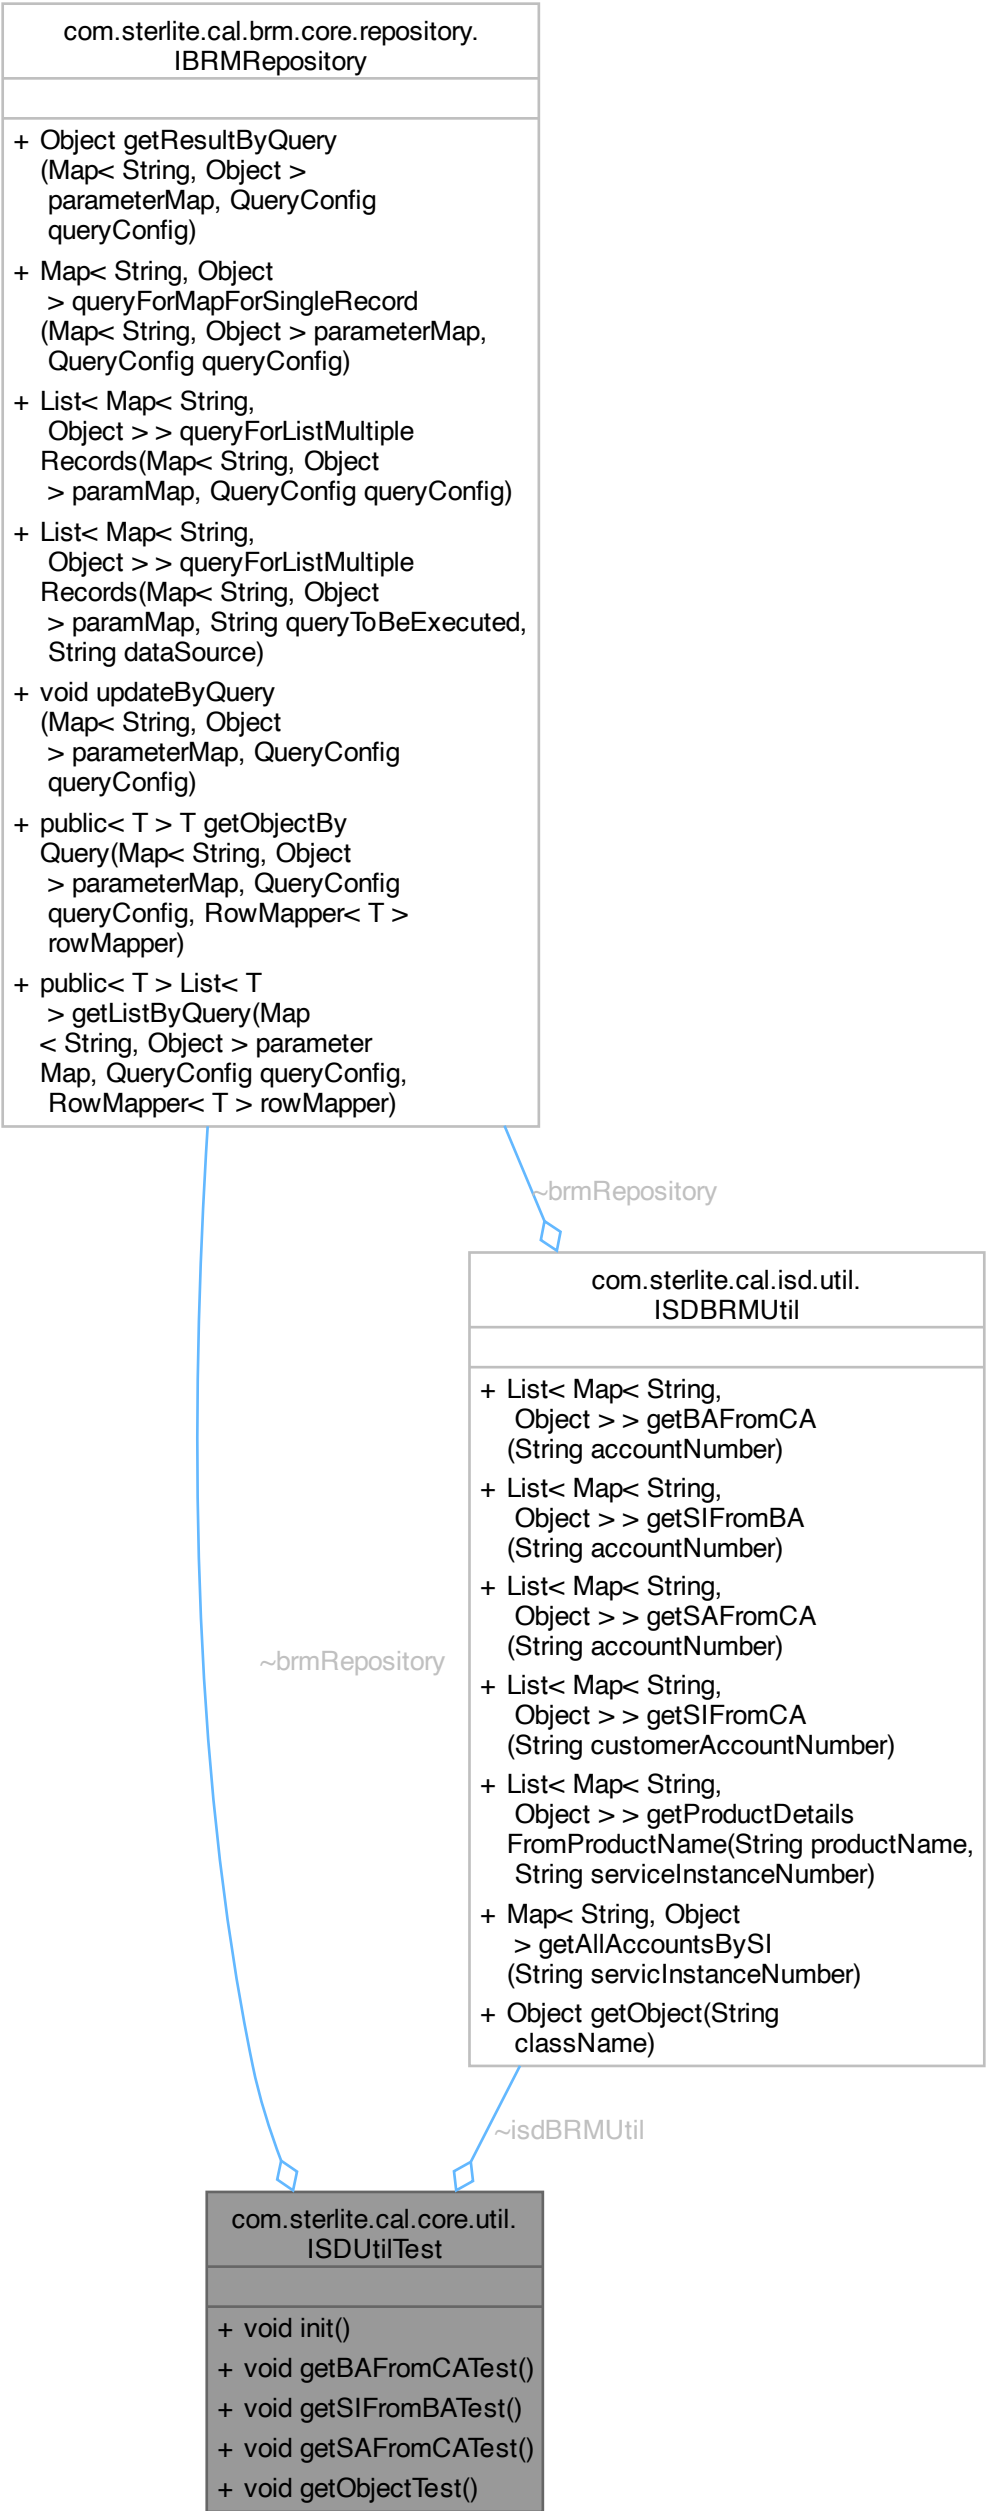 com.sterlite.cal.brm.core.repository.
IBRMRepository
+ Object getResultByQuery
(Map< String, Object >
parameterMap, QueryConfig
queryConfig)
+ Map< String, Object
> queryForMapForSingleRecord
(Map< String, Object > parameterMap,
QueryConfig queryConfig)
+ List< Map< String,
Object > > queryForListMultiple
Records(Map< String, Object
> paramMap, QueryConfig queryConfig)
+ List< Map< String,
Object > > queryForListMultiple
Records(Map< String, Object
> paramMap, String queryToBeExecuted,
String dataSource)
+ void updateByQuery
(Map< String, Object
> parameterMap, QueryConfig
queryConfig)
+ public< T > T getObjectBy
Query(Map< String, Object
> parameterMap, QueryConfig
queryConfig, RowMapper< T >
rowMapper)
+ public< T > List< T
> getListByQuery(Map
< String, Object > parameter
Map, QueryConfig queryConfig,
RowMapper< T > rowMapper)
~brmRepository
com.sterlite.cal.isd.util.
ISDBRMUtil
+ List< Map< String,
Object > > getBAFromCA
(String accountNumber)
+ List< Map< String,
Object > > getSIFromBA
(String accountNumber)
+ List< Map< String,
Object > > getSAFromCA
(String accountNumber)
+ List< Map< String,
Object > > getSIFromCA
(String customerAccountNumber)
+ List< Map< String,
Object > > getProductDetails
FromProductName(String productName,
String serviceInstanceNumber)
+ Map< String, Object
> getAllAccountsBySI
(String servicInstanceNumber)
+ Object getObject(String
className)
~brmRepository
~isdBRMUtil
com.sterlite.cal.core.util.
ISDUtilTest
+ void init()
+ void getBAFromCATest()
+ void getSIFromBATest()
+ void getSAFromCATest()
+ void getObjectTest()